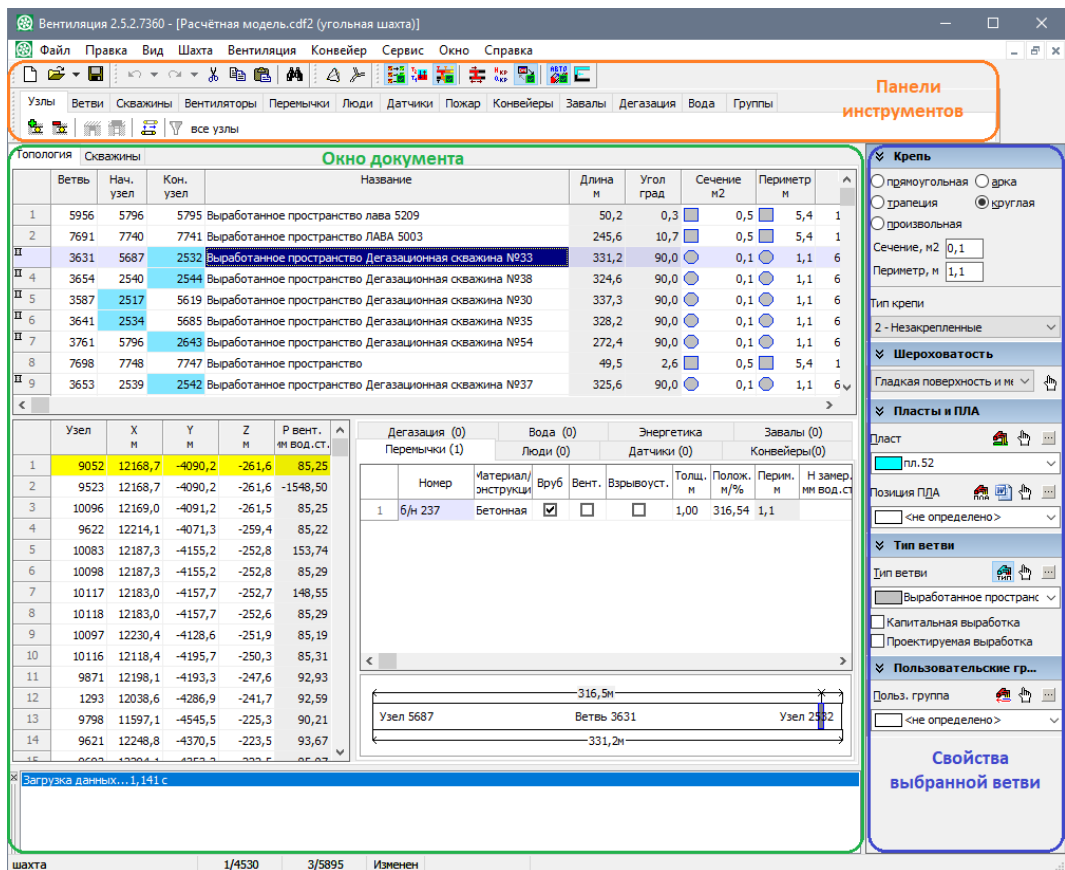 Вентиляция 2.5.2.7360 - [Расчётная модель.cdf2 (угольная шахта)]
Файл Правка Вид Шахта Вентиляция Конвейер Сервис Окно Справка
Панели инструментов
Узлы Ветви Скважины Вентиляторы Перемычки Люди Датчики Пожар Конвейеры Завалы Дегазация Вода Группы
все узлы
Топология Скважины
Окно документа
Ветвь Нач. узел Кон. узел Название Длина м Угол град Сечение м2 Периметр м
1 5956 5796 5795 Выработанное пространство лава 5209 50,2 0,3 0,5 5,4 1
2 7691 7740 7741 Выработанное пространство ЛАВА 5003 245,6 10,7 0,5 5,4 1
3631 5687 2532 Выработанное пространство Дегазационная скважина №33 331,2 90,0 0,1 1,1 6
4 3654 2540 2544 Выработанное пространство Дегазационная скважина №38 324,6 90,0 0,1 1,1 6
5 3587 2517 5619 Выработанное пространство Дегазационная скважина №30 337,3 90,0 0,1 1,1 6
6 3641 2534 5685 Выработанное пространство Дегазационная скважина №35 328,2 90,0 0,1 1,1 6
7 3761 5796 2643 Выработанное пространство Дегазационная скважина №54 272,4 90,0 0,1 1,1 6
8 7698 7748 7747 Выработанное пространство 49,5 2,6 0,5 5,4 1
9 3653 2539 2542 Выработанное пространство Дегазационная скважина №37 325,6 90,0 0,1 1,1 6
Узел X м Y м Z м P вент. мм вод.ст.
1 9052 12168,7 -4090,2 -261,6 85,25
2 9523 12168,7 -4090,2 -261,6 -1548,50
3 10096 12169,0 -4091,2 -261,5 85,25
4 9622 12214,1 -4071,3 -259,4 85,22
5 10083 12187,3 -4155,2 -252,8 153,74
6 10098 12187,3 -4155,2 -252,8 85,29
7 10117 12183,0 -4157,7 -252,7 148,55
8 10118 12183,0 -4157,7 -252,6 85,29
9 10097 12230,4 -4128,6 -251,9 85,19
10 10116 12118,4 -4195,7 -250,3 85,31
11 9871 12198,1 -4193,3 -247,6 92,93
12 1293 12038,6 -4286,9 -241,7 92,59
13 9798 11597,1 -4545,5 -225,3 90,21
14 9621 12248,8 -4370,5 -223,5 93,67
Дегазация (0) Вода (0) Энергетика Завалы (0)
Перемычки (1) Люди (0) Датчики (0) Конвейеры(0)
Номер Материал/ онструкци Вруб Вент. Взрывоуст. Толщ. м Полож. м/% Перим. м Н замер. мм вод.ст
1 б/н 237 Бетонная 1,00 316,54 1,1
316,5м
Узел 5687 Ветвь 3631 Узел 2532
331,2м
Загрузка данных...1,141 с
шахта 1/4530 3/5895 Изменен
Крепь
прямоугольная арка
трапеция круглая
произвольная
Сечение, м2 0,1
Периметр, м 1,1
Тип крепи
2 - Незакрепленные
Шероховатость
Гладкая поверхность и ме
Пласты и ПЛА
Пласт
пл.52
Позиция ПЛА
<не определено>
Тип ветви
Тип ветви
Выработанное пространс
Капитальная выработка
Проектируемая выработка
Пользовательские гр...
Польз. группа
<не определено>
Свойства
выбранной ветви